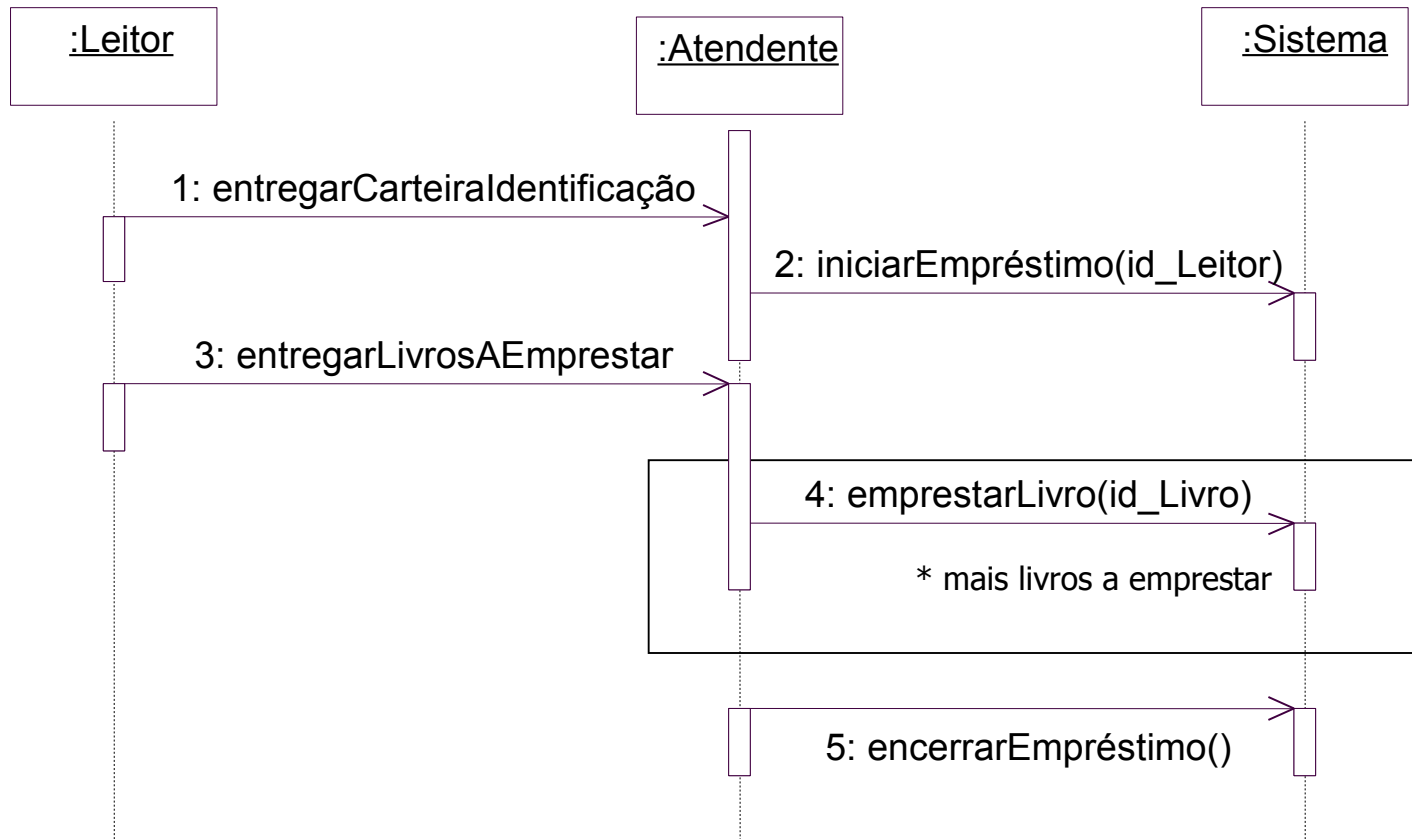 :Leitor
:Atendente
:Sistema
1: entregarCarteiraIdentificação
2: iniciarEmpréstimo(id_Leitor)
3: entregarLivrosAEmprestar
4: emprestarLivro(id_Livro)
* mais livros a emprestar
5: encerrarEmpréstimo()